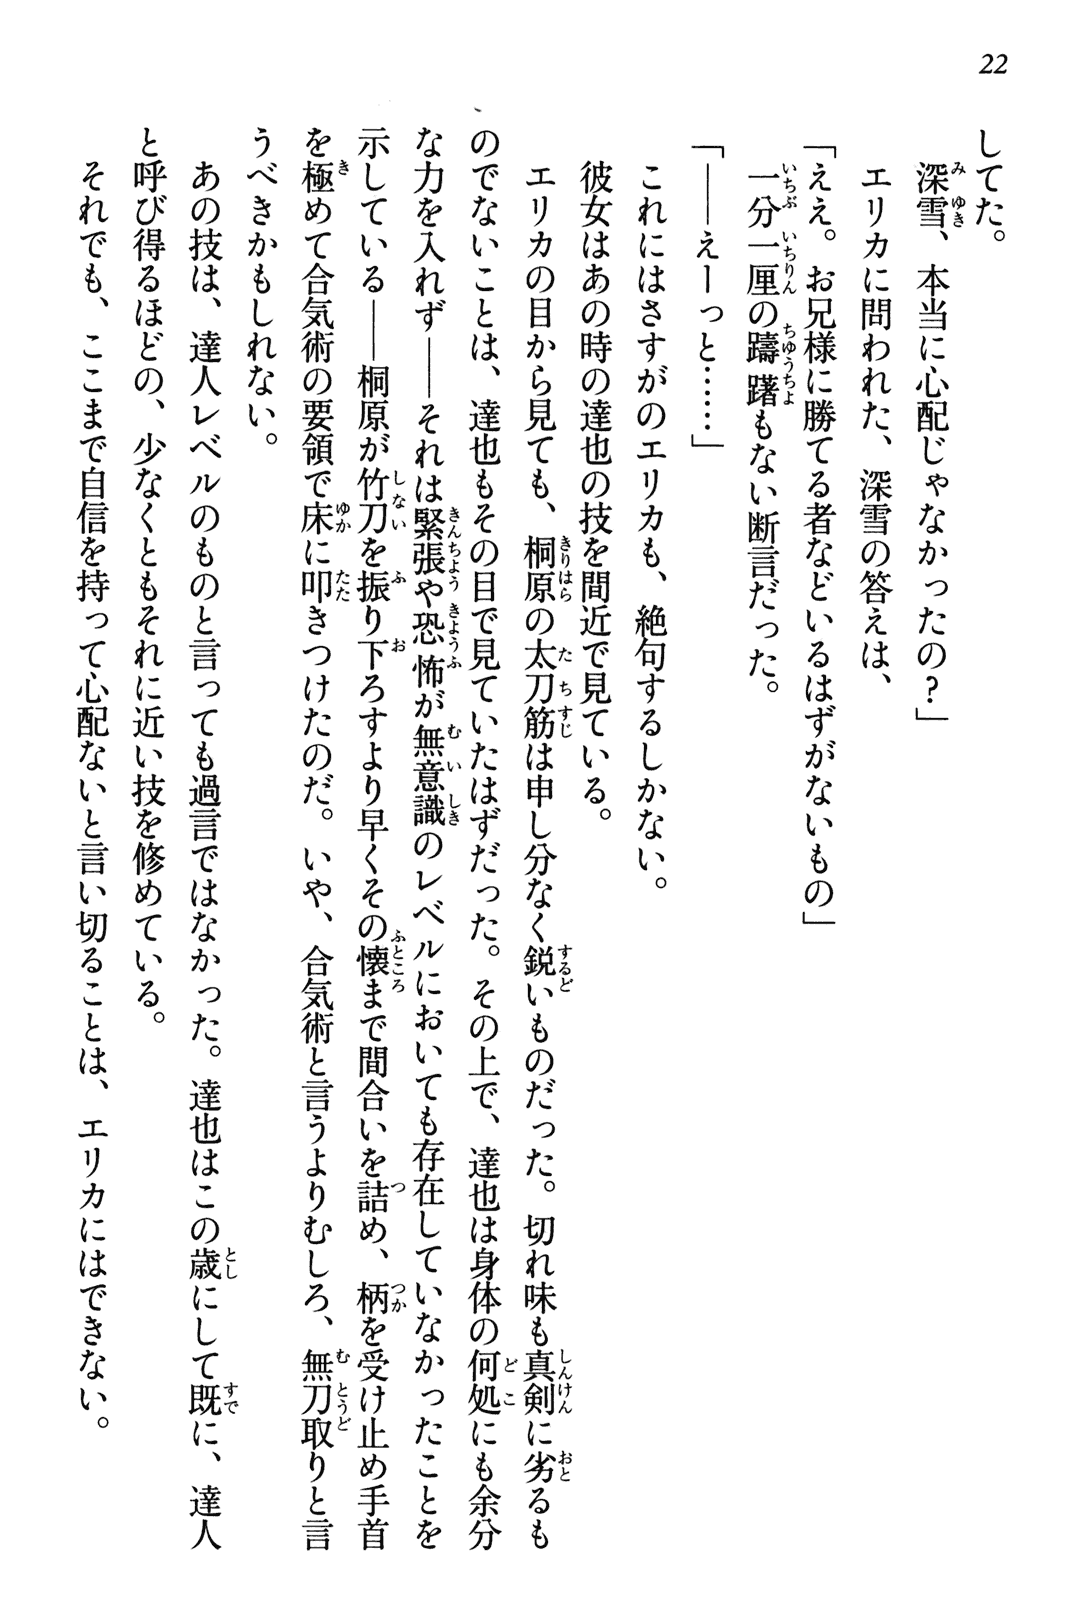 22
してた。
深雪、本当に心配じゃなかったの?」
エリカに問われた、深雪の答えは、
「ええ。お兄様に勝てる者などいるはずがないもの」
一分一厘の躊躇もない断言だった。
「――えーっと……」
これにはさすがのエリカも、絶句するしかない。
彼女はあの時の達也の技を間近で見ている。
エリカの目から見ても、桐原の太刀筋は申し分なく鋭いものだった。切れ味も真剣に劣るも
のでないことは、達也もその目で見ていたはずだった。その上で、達也は身体の何処にも余分
な力を入れず――それは緊張や恐怖が無意識のレベルにおいても存在していなかったことを
示している――桐原が竹刀を振り下ろすより早くその懐まで間合いを詰め、柄を受け止め手首
を極めて合気術の要領で床に叩きつけたのだ。いや、合気術と言うよりむしろ、無刀取りと言
うべきかもしれない。
あの技は、達人レベルのものと言っても過言ではなかった。達也はこの歳にして既に、達人
と呼び得るほどの、少なくともそれに近い技を修めている。
それでも、ここまで自信を持って心配ないと言い切ることは、エリカにはできない。